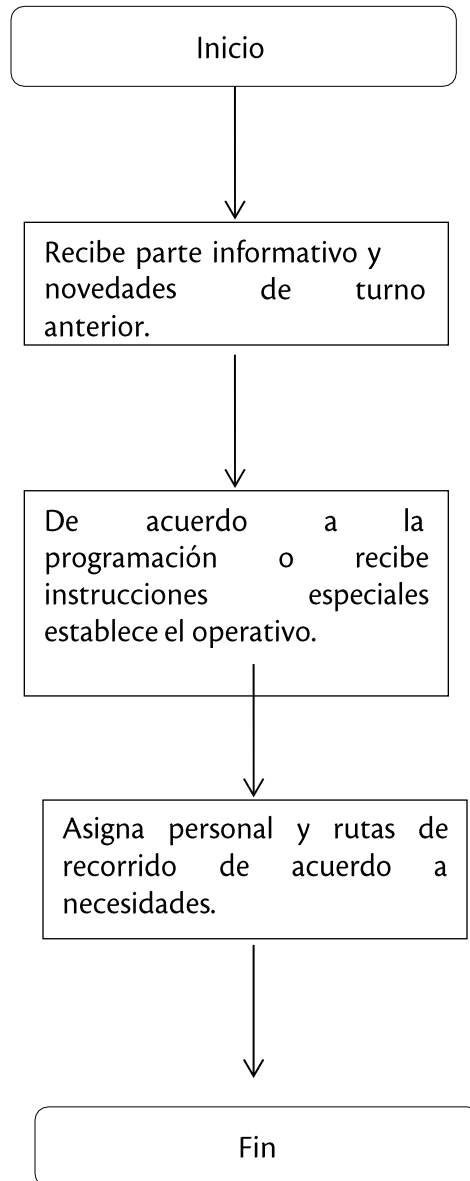 Inicio
Recibe parte informativo y
novedades de turno
anterior.
De acuerdo a la
programación o recibe
instrucciones especiales
establece el operativo.
Asigna personal y rutas de
recorrido de acuerdo a
necesidades.
Fin